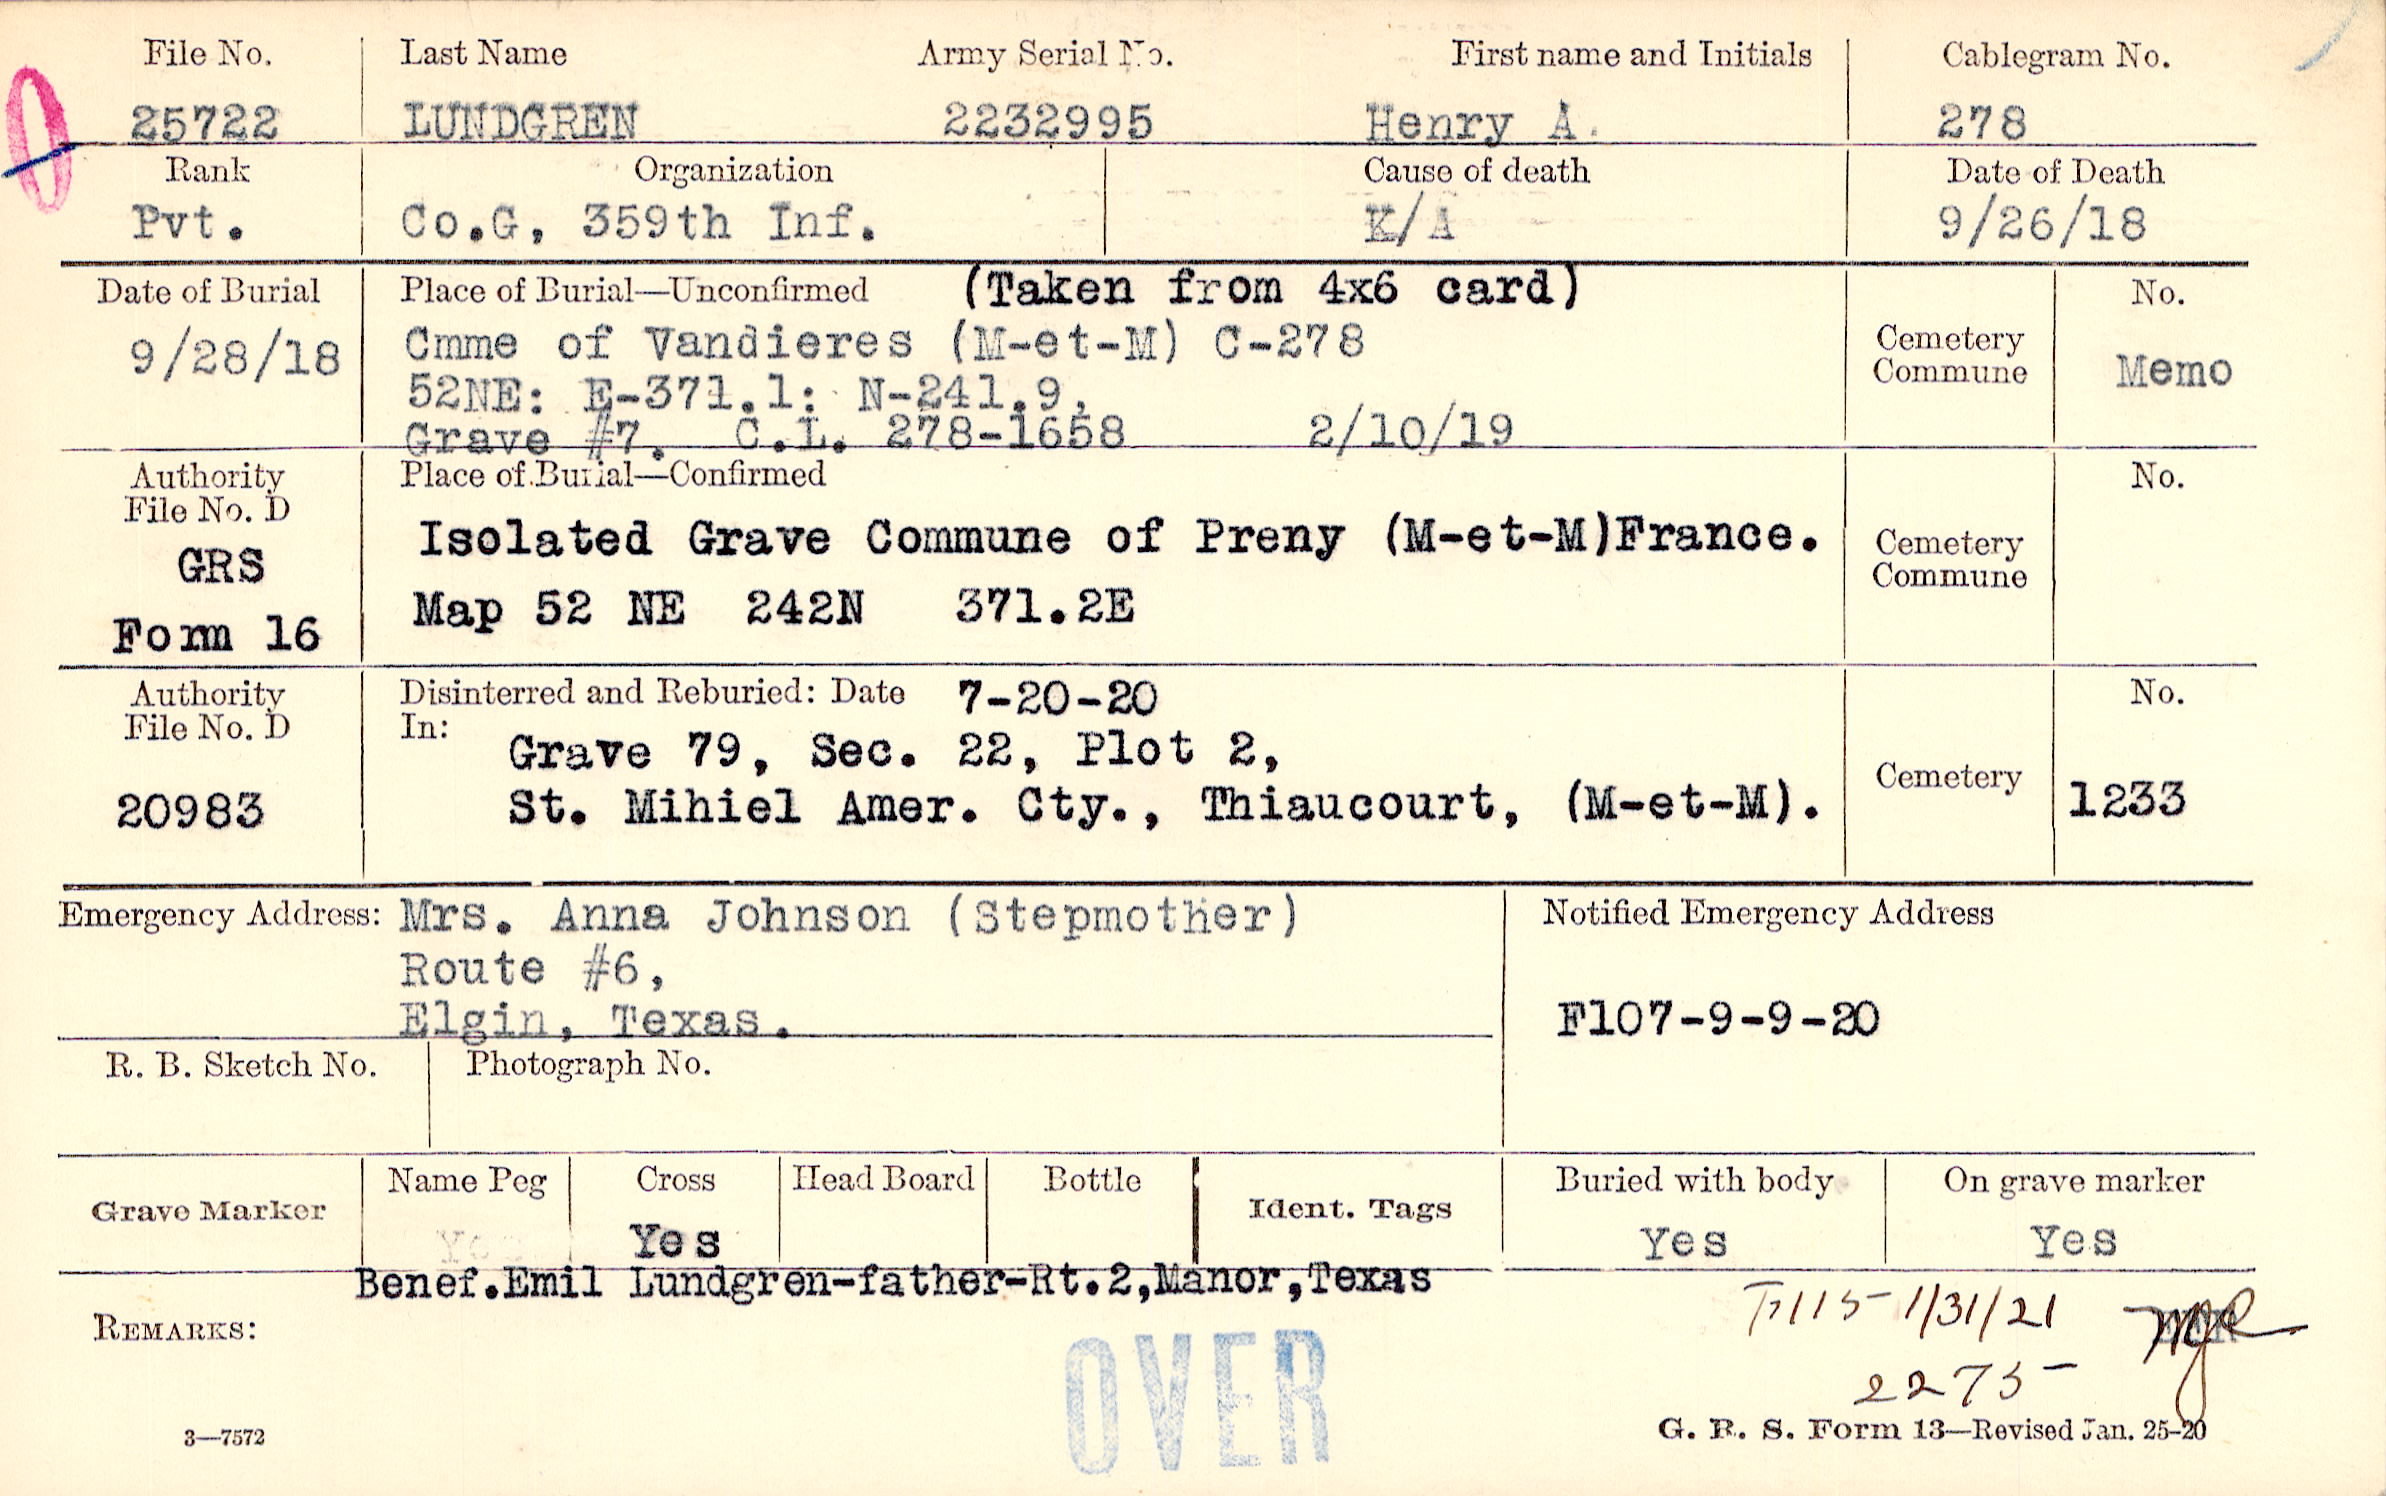 File No. Last Name Army Serial No. First name and Initials Cablegram No.
25722 LUNDGREN 2232995 Henry A. 278
Rank Organization Cause of death Date of Death
Pvt. Co.G, 359th Inf. K/A 9/26/18
Date of Burial Place of Burial—Unconfirmed (Taken from 4x6 card) No.
9/28/18 Cmme of Vandieres (M-et-M) C-278 Cemetery Commune Memo
52NE: E-371.1: N-241.9,
Grave #7. C.L. 278-1658 2/10/19
Authority File No. D Place of Burial—Confirmed No.
GRS Isolated Grave Commune of Preny (M-et-M)France. Cemetery Commune
Form 16 Map 52 NE 242N 371.2E
Authority File No. D Disinterred and Reburied: Date 7-20-20 No.
In: Grave 79, Sec. 22, Plot 2,
20983 St. Mihiel Amer. Cty., Thiaucourt, (M-et-M). Cemetery 1233
Emergency Address: Mrs. Anna Johnson (Stepmother) Notified Emergency Address
Route #6,
Elgin, Texas. F107-9-9-20
R. B. Sketch No. Photograph No.
Grave Marker Name Peg Cross Head Board Bottle Ident. Tags Buried with body On grave marker
Yes Yes Yes Yes
Benef.Emil Lundgren-father-Rt.2,Manor,Texas
REMARKS: 1/31/21
OVER 2275
3—7572 G. R. S. Form 13—Revised Jan. 25-20